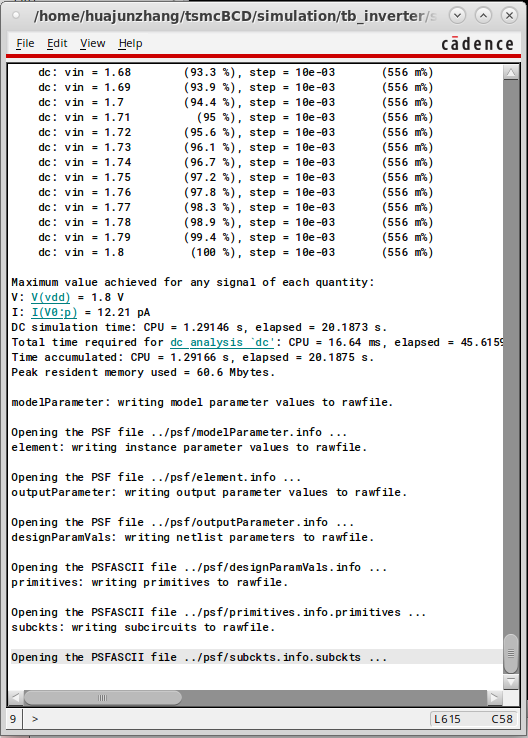 /home/huajunzhang/tsmcBCD/simulation/tb_inverter/s
File Edit View Help cādence
dc: vin = 1.68 (93.3 %), step = 10e-03 (556 m%)
dc: vin = 1.69 (93.9 %), step = 10e-03 (556 m%)
dc: vin = 1.7 (94.4 %), step = 10e-03 (556 m%)
dc: vin = 1.71 (95 %), step = 10e-03 (556 m%)
dc: vin = 1.72 (95.6 %), step = 10e-03 (556 m%)
dc: vin = 1.73 (96.1 %), step = 10e-03 (556 m%)
dc: vin = 1.74 (96.7 %), step = 10e-03 (556 m%)
dc: vin = 1.75 (97.2 %), step = 10e-03 (556 m%)
dc: vin = 1.76 (97.8 %), step = 10e-03 (556 m%)
dc: vin = 1.77 (98.3 %), step = 10e-03 (556 m%)
dc: vin = 1.78 (98.9 %), step = 10e-03 (556 m%)
dc: vin = 1.79 (99.4 %), step = 10e-03 (556 m%)
dc: vin = 1.8 (100 %), step = 10e-03 (556 m%)
Maximum value achieved for any signal of each quantity:
V: V(vdd) = 1.8 V
I: I(V0:p) = 12.21 pA
DC simulation time: CPU = 1.29146 s, elapsed = 20.1873 s.
Total time required for dc analysis `dc': CPU = 16.64 ms, elapsed = 45.6159
Time accumulated: CPU = 1.29166 s, elapsed = 20.1875 s.
Peak resident memory used = 60.6 Mbytes.
modelParameter: writing model parameter values to rawfile.
Opening the PSF file ../psf/modelParameter.info ...
element: writing instance parameter values to rawfile.
Opening the PSF file ../psf/element.info ...
outputParameter: writing output parameter values to rawfile.
Opening the PSF file ../psf/outputParameter.info ...
designParamVals: writing netlist parameters to rawfile.
Opening the PSFASCII file ../psf/designParamVals.info ...
primitives: writing primitives to rawfile.
Opening the PSFASCII file ../psf/primitives.info.primitives ...
subckts: writing subcircuits to rawfile.
Opening the PSFASCII file ../psf/subckts.info.subckts ...
9 > L615 C58